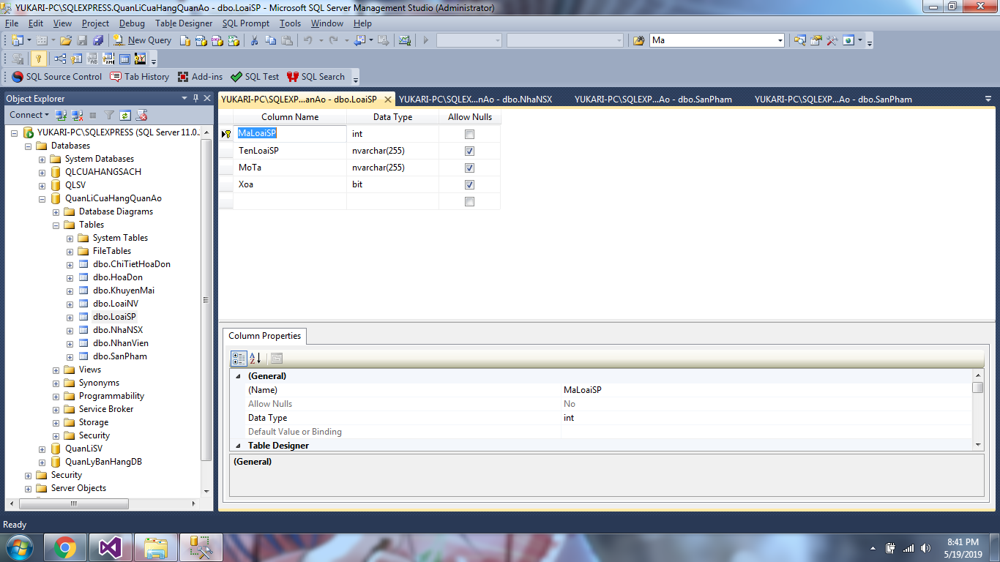 YUKARI-PC\SQLEXPRESS.QuanLiCuaHangQuanAo - dbo.LoaiSP - Microsoft SQL Server Management Studio (Administrator)
File Edit View Project Debug Table Designer SQL Prompt Tools Window Help
New Query Ma
SQL Source Control Tab History Add-ins SQL Test SQL Search
Object Explorer
Connect
YUKARI-PC\SQLEXPRESS (SQL Server 11.0..
Databases
System Databases
QLCUAHANGSACH
QLSV
QuanLiCuaHangQuanAo
Database Diagrams
Tables
System Tables
FileTables
dbo.ChiTietHoaDon
dbo.HoaDon
dbo.KhuyenMai
dbo.LoaiNV
dbo.LoaiSP
dbo.NhaNSX
dbo.NhanVien
dbo.SanPham
Views
Synonyms
Programmability
Service Broker
Storage
Security
QuanLiSV
QuanLyBanHangDB
Security
Server Objects
YUKARI-PC\SQLEXP...anAo - dbo.LoaiSP YUKARI-PC\SQLEX...nAo - dbo.NhaNSX YUKARI-PC\SQLEXP...Ao - dbo.SanPham YUKARI-PC\SQLEXP...Ao - dbo.SanPham
Column Name Data Type Allow Nulls
MaLoaiSP int
TenLoaiSP nvarchar(255)
MoTa nvarchar(255)
Xoa bit
Column Properties
(General)
(Name) MaLoaiSP
Allow Nulls No
Data Type int
Default Value or Binding
Table Designer
(General)
Ready
8:41 PM
5/19/2019